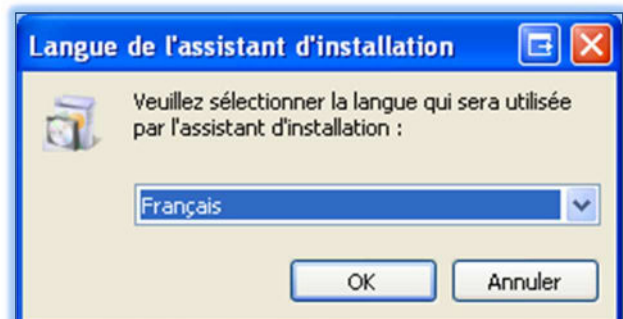 Langue de l'assistant d'installation
Veuillez sélectionner la langue qui sera utilisée
par l'assistant d'installation :
Français
OK
Annuler